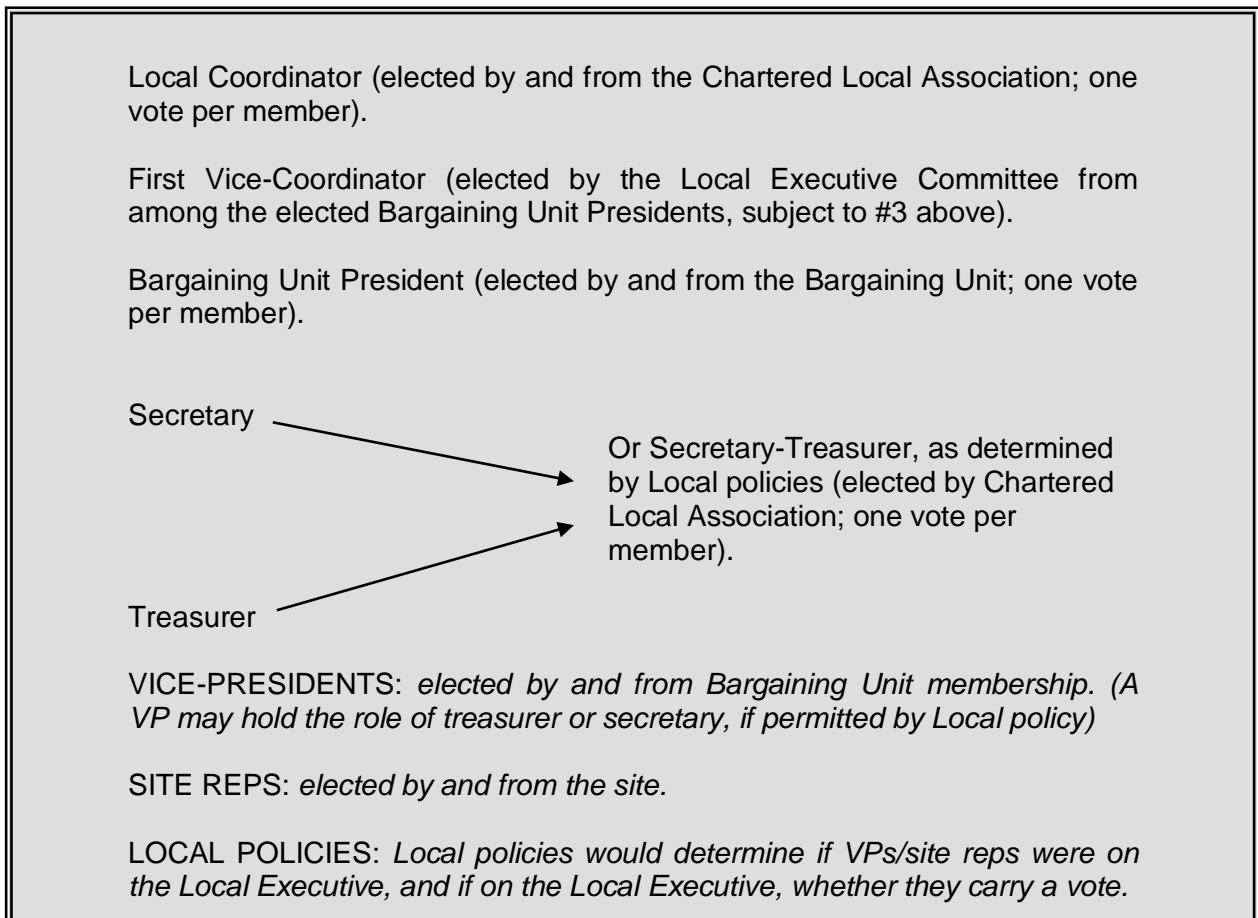 Local Coordinator (elected by and from the Chartered Local Association; one
vote per member).
First Vice-Coordinator (elected by the Local Executive Committee from
among the elected Bargaining Unit Presidents, subject to #3 above).
Bargaining Unit President (elected by and from the Bargaining Unit; one vote
per member).
Secretary
Or Secretary-Treasurer, as determined
by Local policies (elected by Chartered
Local Association; one vote per
member).
Treasurer
VICE-PRESIDENTS: elected by and from Bargaining Unit membership. (A
VP may hold the role of treasurer or secretary, if permitted by Local policy)
SITE REPS: elected by and from the site.
LOCAL POLICIES: Local policies would determine if VPs/site reps were on
the Local Executive, and if on the Local Executive, whether they carry a vote.